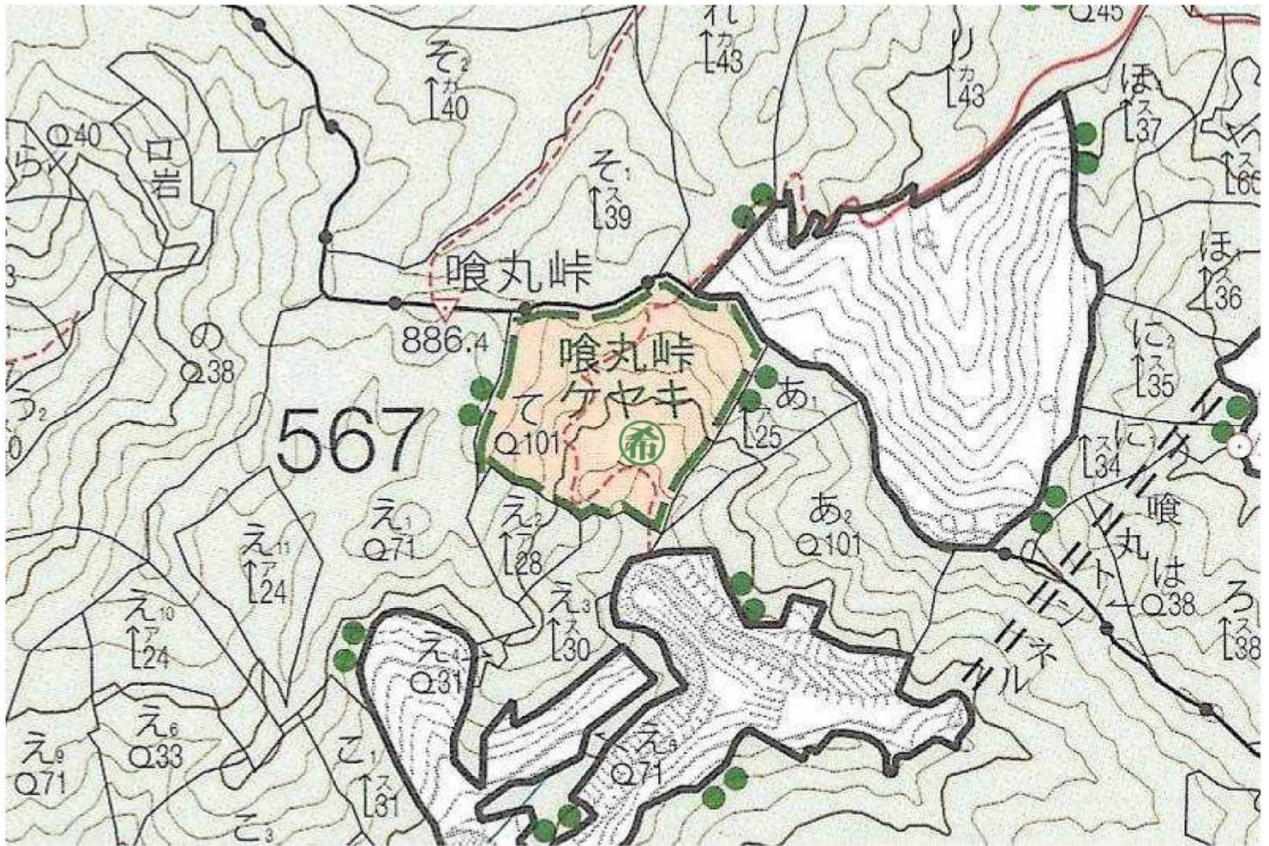 れ
カ43
Q45
り
カ43
そ₂
カ40
ほ
ス37
Q40
ら
ロ
岩
そ₁
ス39
ス60
喰丸峠
ほ₁
ス36
886.4
の
Q38
喰丸峠
ケヤキ
に₂
ス35
567
て
Q101
希
あ₁
ア25
に₁
ス34
え₁
Q71
え₂
ア28
あ₂
Q101
喰丸トンネル
え₁₁
ア24
は
Q38
え₁₀
ア24
え₃
ス30
ろ
ス38
え₄
Q31
え₆
Q33
え₉
Q71
こ₁
ス31
え₅
Q71
こ₃